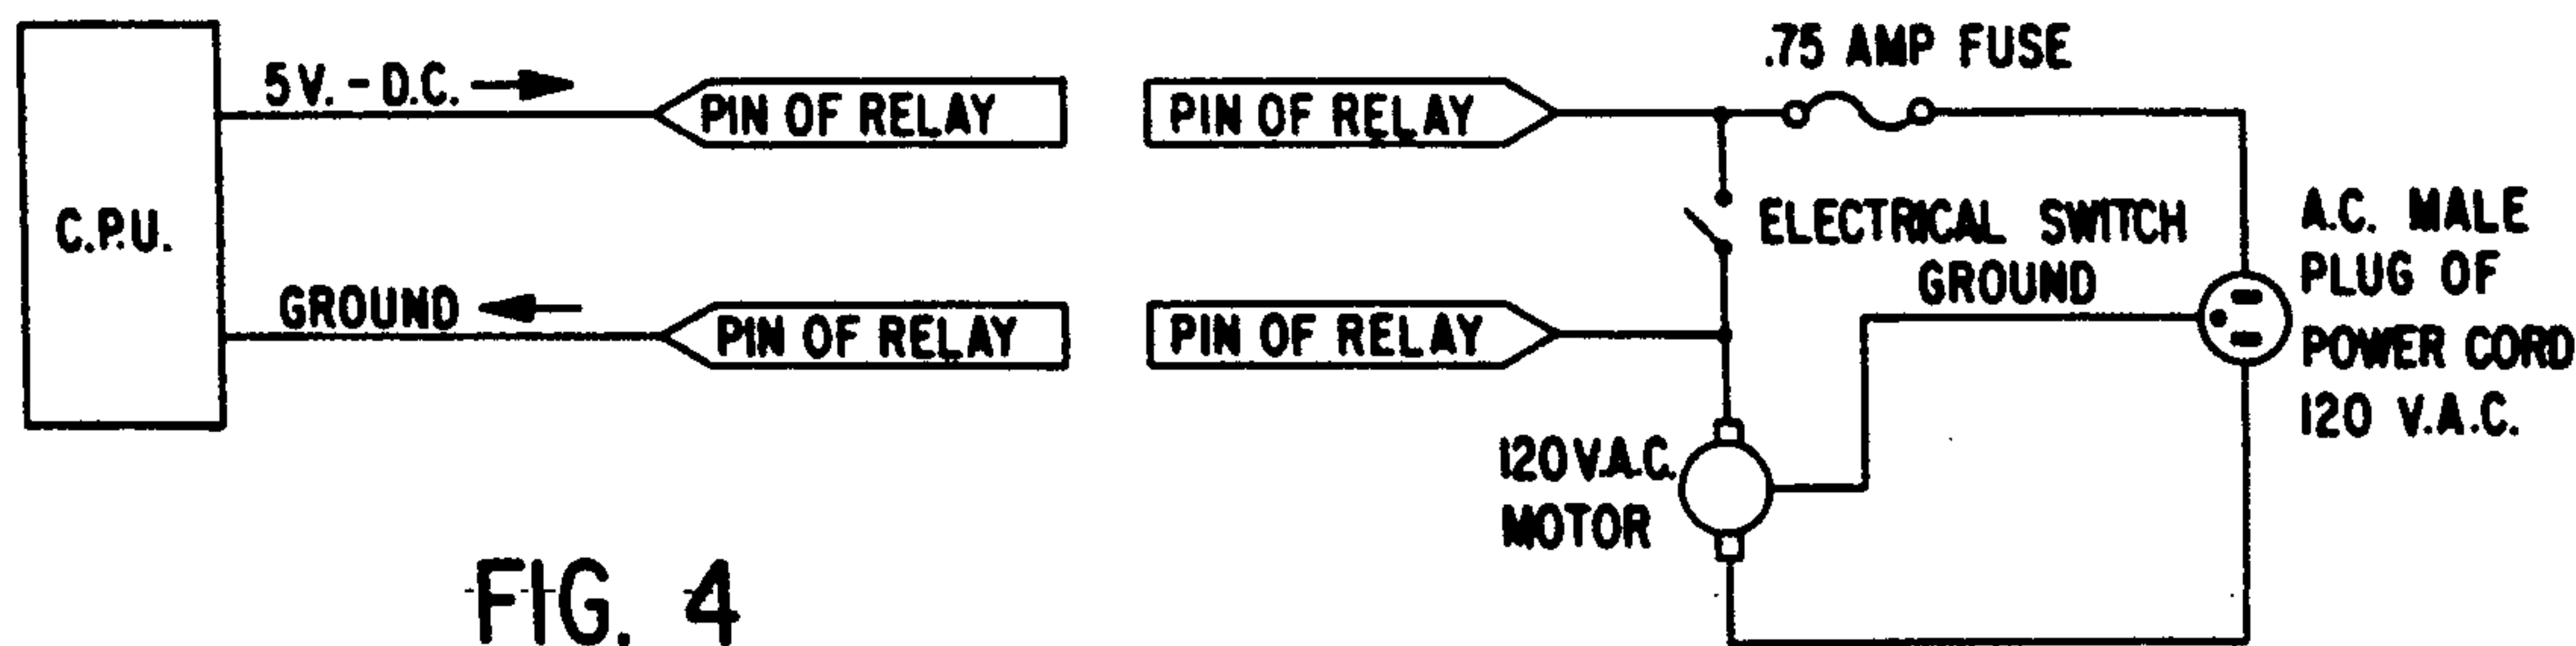 .75 AMP FUSE
5V. - D.C.
PIN OF RELAY
PIN OF RELAY
C.P.U.
ELECTRICAL SWITCH
GROUND
A.C. MALE
PLUG OF
POWER CORD
120 V.A.C.
GROUND
PIN OF RELAY
PIN OF RELAY
120 V.A.C.
MOTOR
FIG. 4